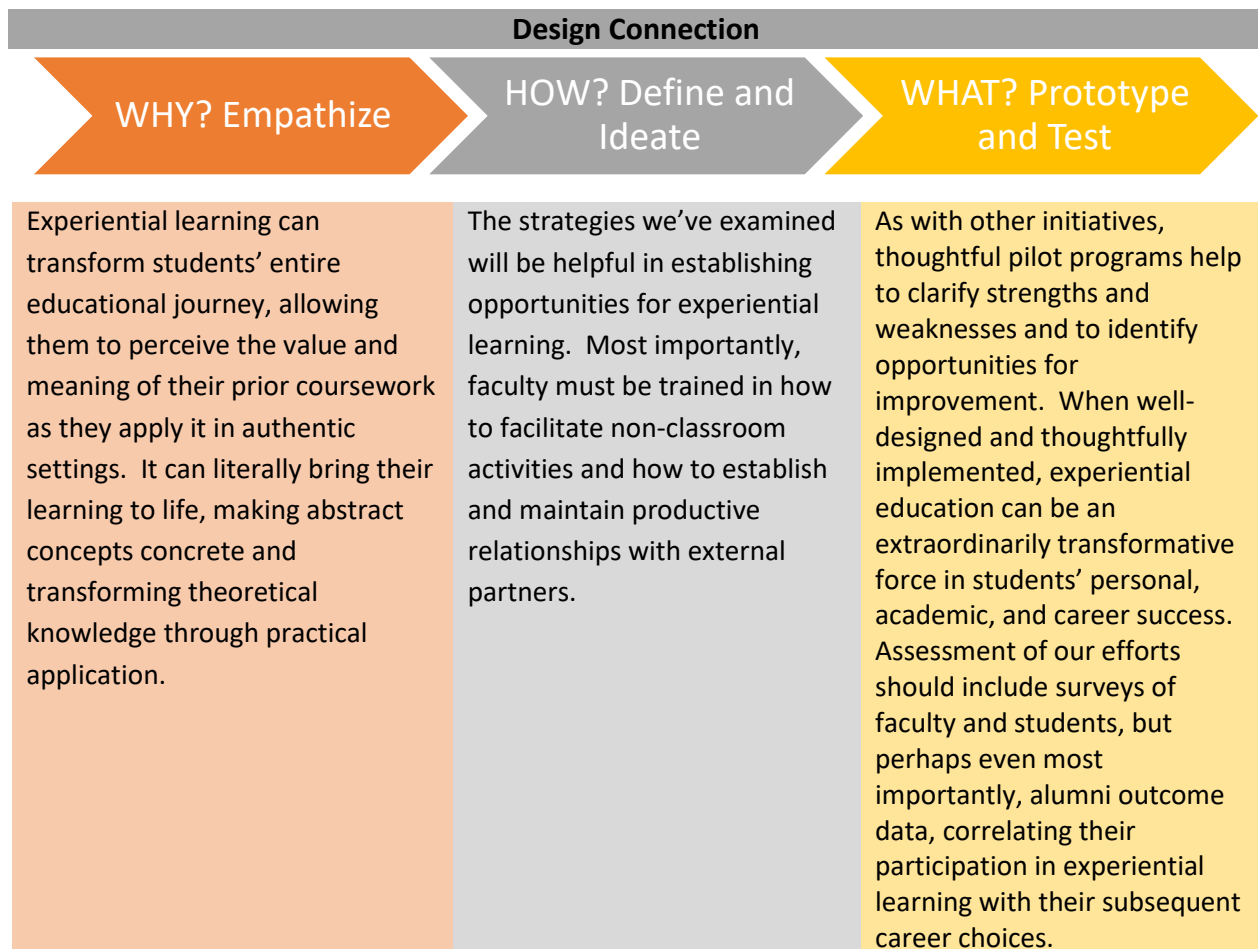 Design Connection
WHY? Empathize
HOW? Define and
Ideate
WHAT? Prototype
and Test
Experiential learning can
transform students’ entire
educational journey, allowing
them to perceive the value and
meaning of their prior coursework
as they apply it in authentic
settings.  It can literally bring their
learning to life, making abstract
concepts concrete and
transforming theoretical
knowledge through practical
application.
The strategies we’ve examined
will be helpful in establishing
opportunities for experiential
learning.  Most importantly,
faculty must be trained in how
to facilitate non-classroom
activities and how to establish
and maintain productive
relationships with external
partners.
As with other initiatives,
thoughtful pilot programs help
to clarify strengths and
weaknesses and to identify
opportunities for
improvement.  When well-
designed and thoughtfully
implemented, experiential
education can be an
extraordinarily transformative
force in students’ personal,
academic, and career success.
Assessment of our efforts
should include surveys of
faculty and students, but
perhaps even most
importantly, alumni outcome
data, correlating their
participation in experiential
learning with their subsequent
career choices.